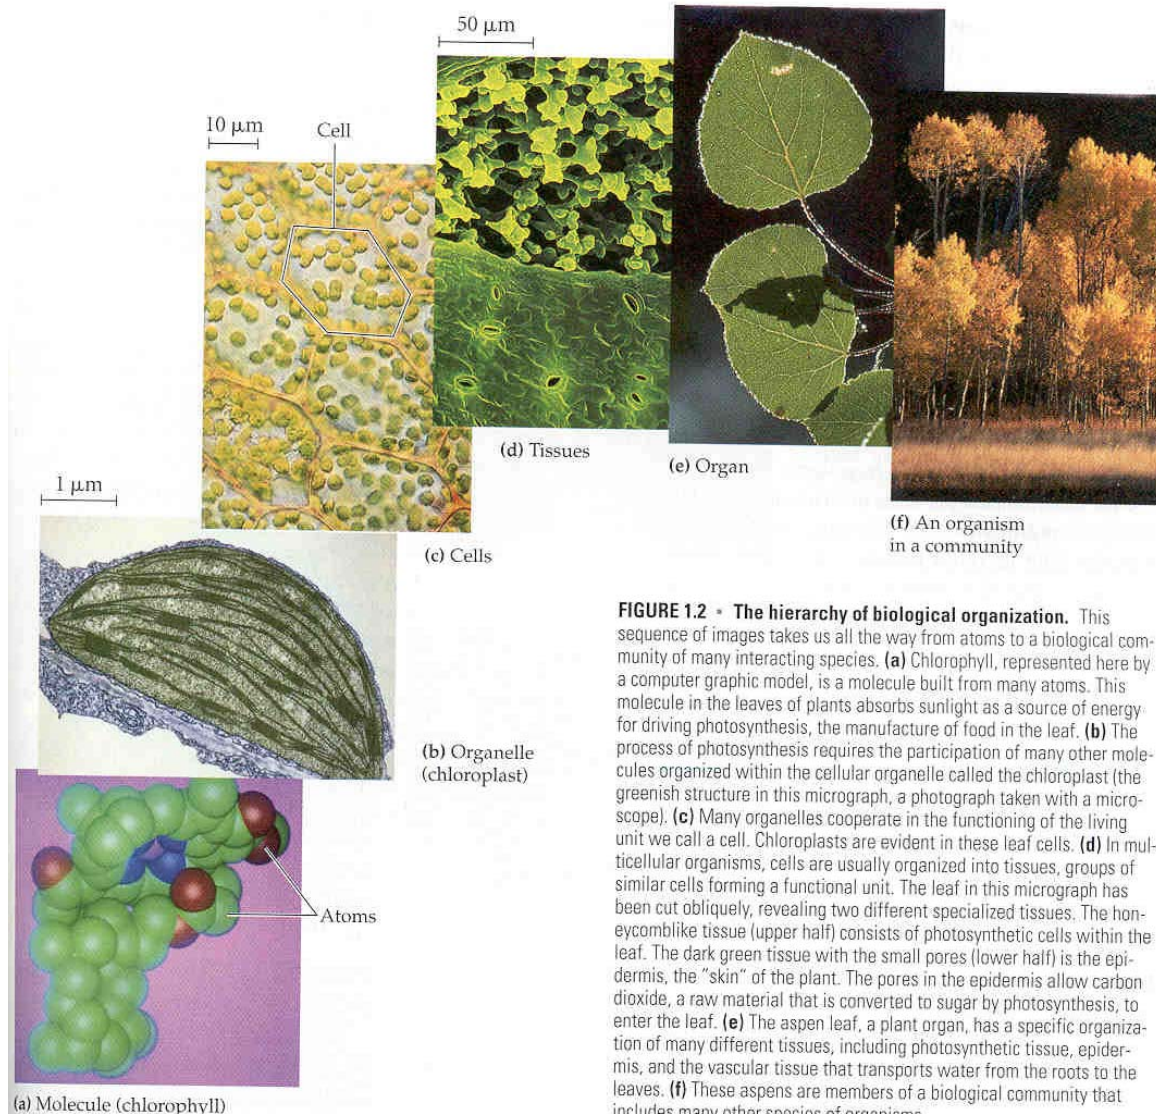 50 µm
10 µm
Cell
(d) Tissues
(e) Organ
1 µm
(f) An organism
in a community
(c) Cells
(b) Organelle
(chloroplast)
Atoms
(a) Molecule (chlorophyll)
FIGURE 1.2 • The hierarchy of biological organization. This
sequence of images takes us all the way from atoms to a biological com-
munity of many interacting species. (a) Chlorophyll, represented here by
a computer graphic model, is a molecule built from many atoms. This
molecule in the leaves of plants absorbs sunlight as a source of energy
for driving photosynthesis, the manufacture of food in the leaf. (b) The
process of photosynthesis requires the participation of many other mole-
cules organized within the cellular organelle called the chloroplast (the
greenish structure in this micrograph, a photograph taken with a micro-
scope). (c) Many organelles cooperate in the functioning of the living
unit we call a cell. Chloroplasts are evident in these leaf cells. (d) In mul-
ticellular organisms, cells are usually organized into tissues, groups of
similar cells forming a functional unit. The leaf in this micrograph has
been cut obliquely, revealing two different specialized tissues. The hon-
eycomblike tissue (upper half) consists of photosynthetic cells within the
leaf. The dark green tissue with the small pores (lower half) is the epi-
dermis, the "skin" of the plant. The pores in the epidermis allow carbon
dioxide, a raw material that is converted to sugar by photosynthesis, to
enter the leaf. (e) The aspen leaf, a plant organ, has a specific organiza-
tion of many different tissues, including photosynthetic tissue, epider-
mis, and the vascular tissue that transports water from the roots to the
leaves. (f) These aspens are members of a biological community that
includes many other species of organisms.